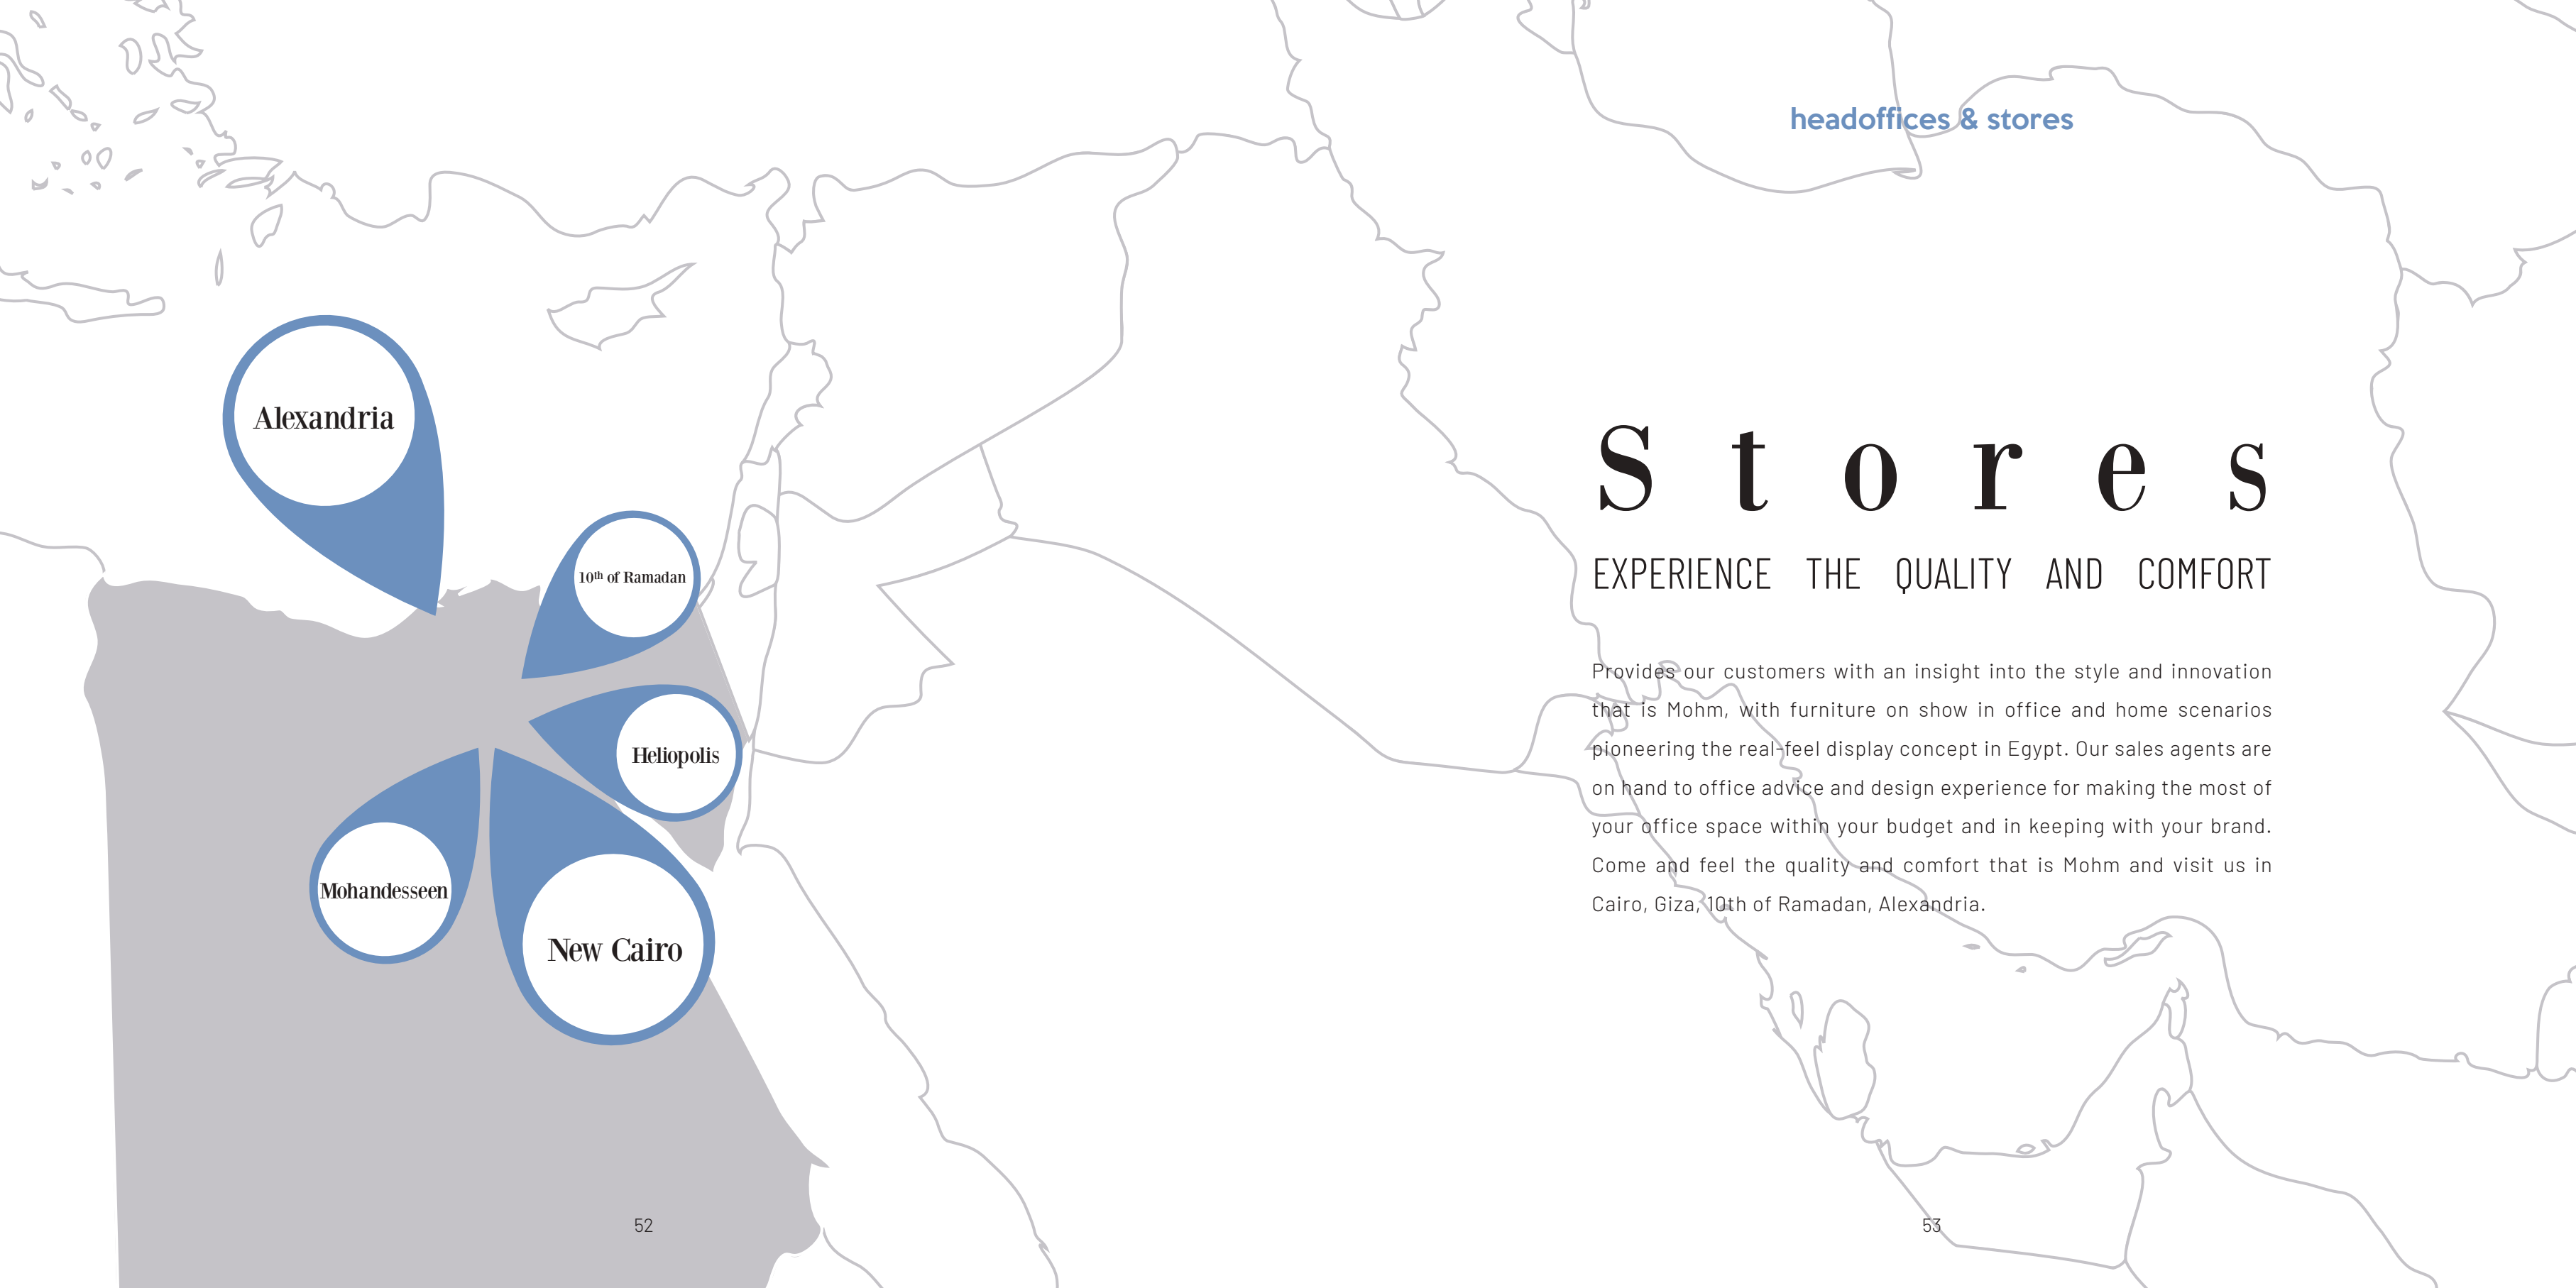 Alexandria
10th of Ramadan
Heliopolis
Mohandesseen
New Cairo
52
headoffices & stores
Stores
EXPERIENCE THE QUALITY AND COMFORT
Provides our customers with an insight into the style and innovation
that is Mohm, with furniture on show in office and home scenarios
pioneering the real-feel display concept in Egypt. Our sales agents are
on hand to office advice and design experience for making the most of
your office space within your budget and in keeping with your brand.
Come and feel the quality and comfort that is Mohm and visit us in
Cairo, Giza, 10th of Ramadan, Alexandria.
53